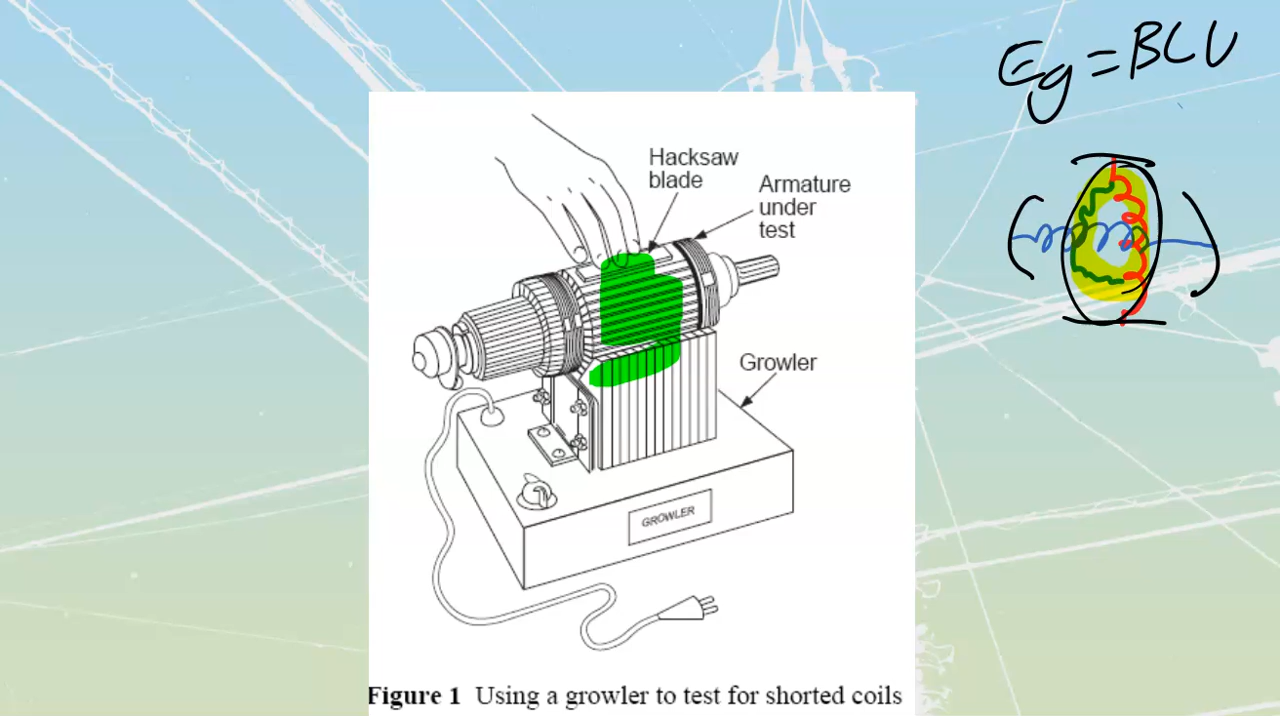 Eg = BLV
Hacksaw
blade
Armature
under
test
Growler
GROWLER
Figure 1 Using a growler to test for shorted coils